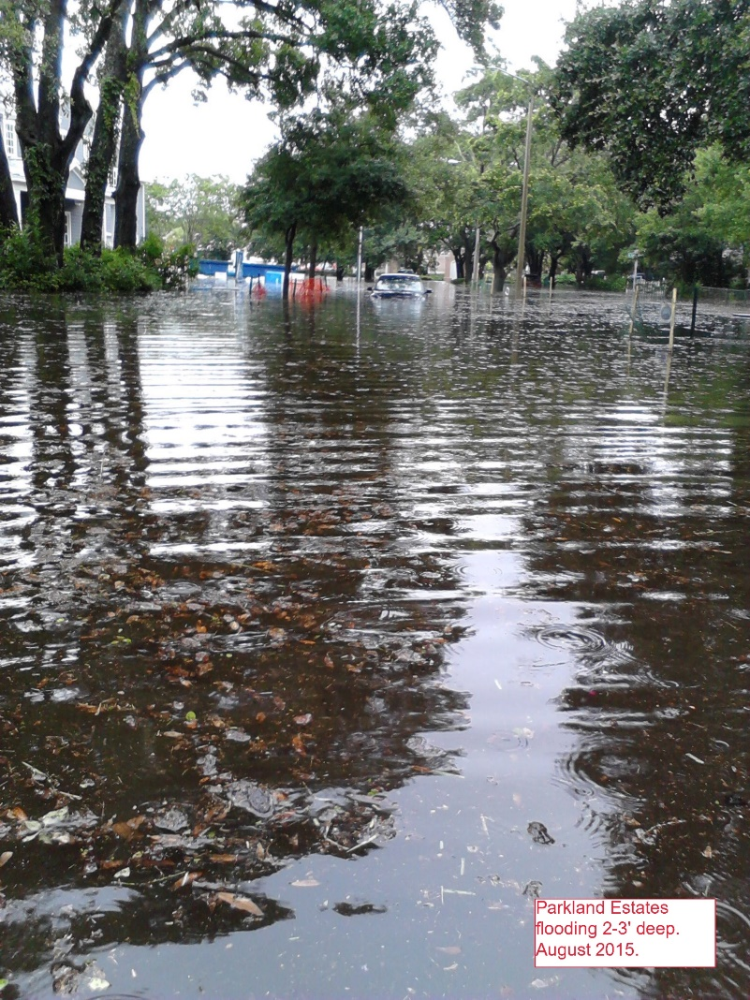 Parkland Estates
flooding 2-3' deep.
August 2015.